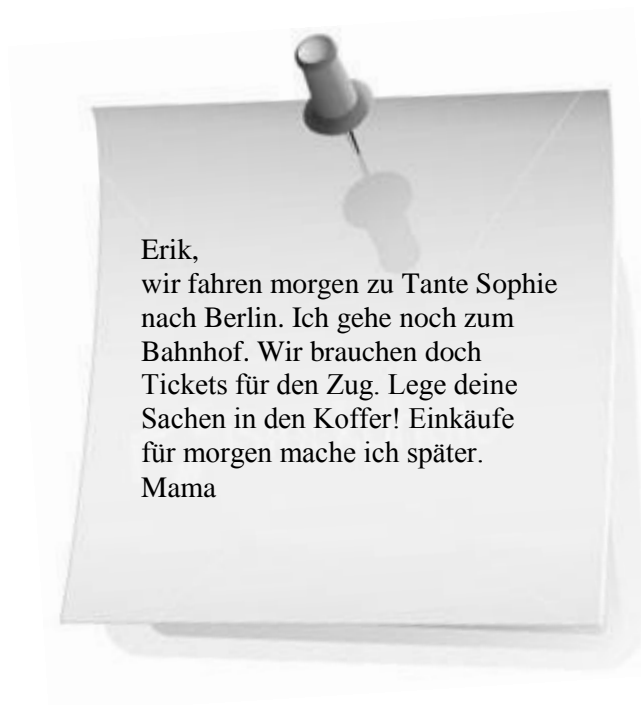 Erik,
wir fahren morgen zu Tante Sophie
nach Berlin. Ich gehe noch zum
Bahnhof. Wir brauchen doch
Tickets für den Zug. Lege deine
Sachen in den Koffer! Einkäufe
für morgen mache ich später.
Mama